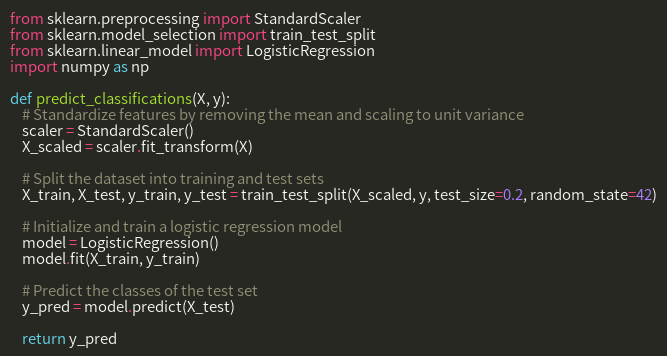 from sklearn.preprocessing import StandardScaler
from sklearn.model_selection import train_test_split
from sklearn.linear_model import LogisticRegression
import numpy as np

def predict_classifications(X, y):
    # Standardize features by removing the mean and scaling to unit variance
    scaler = StandardScaler()
    X_scaled = scaler.fit_transform(X)

    # Split the dataset into training and test sets
    X_train, X_test, y_train, y_test = train_test_split(X_scaled, y, test_size=0.2, random_state=42)

    # Initialize and train a logistic regression model
    model = LogisticRegression()
    model.fit(X_train, y_train)

    # Predict the classes of the test set
    y_pred = model.predict(X_test)

    return y_pred